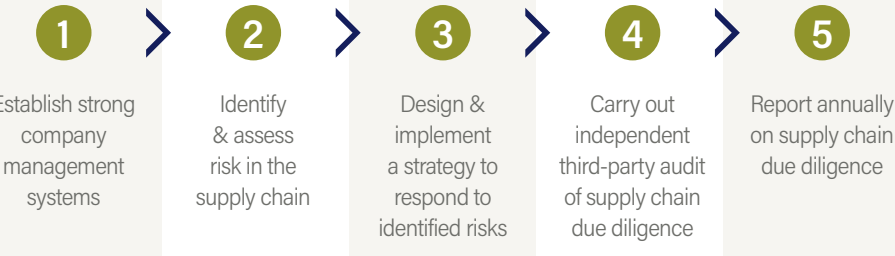 1
Establish strong
company
management
systems
2
Identify
& assess
risk in the
supply chain
3
Design &
implement
a strategy to
respond to
identified risks
4
Carry out
independent
third-party audit
of supply chain
due diligence
5
Report annually
on supply chain
due diligence